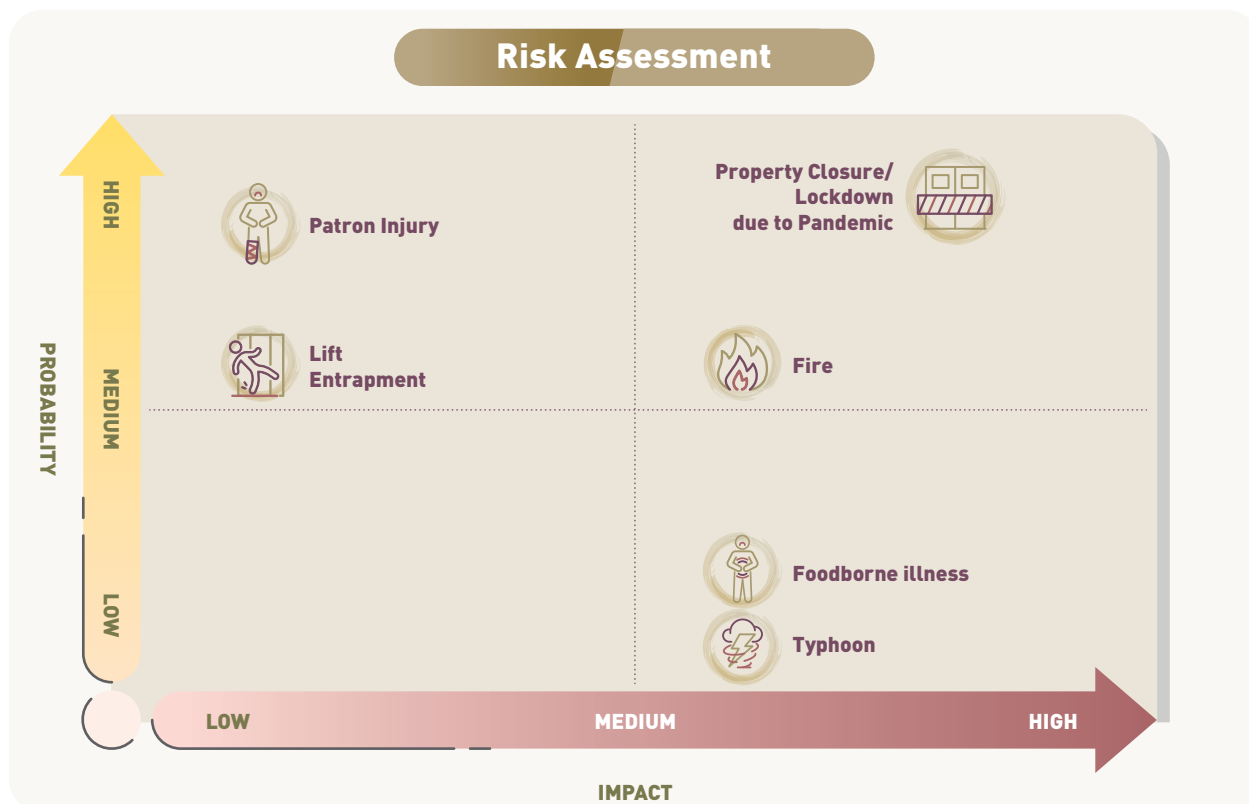 Risk Assessment
HIGH
MEDIUM
LOW
PROBABILITY
Patron Injury
Property Closure/
Lockdown
due to Pandemic
Lift
Entrapment
Fire
Foodborne illness
Typhoon
LOW
MEDIUM
HIGH
IMPACT